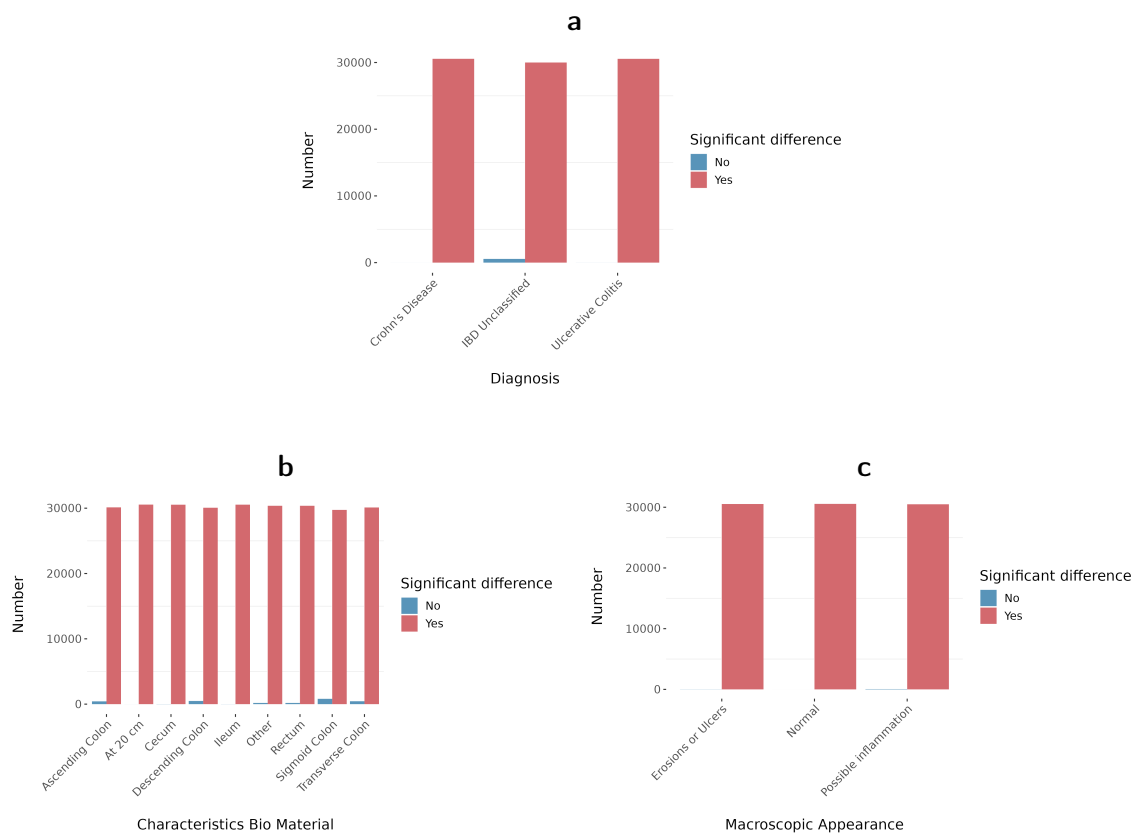 a
Number
30000
20000
10000
0
Crohn's Disease
IBD Unclassified
Ulcerative Colitis
Diagnosis
Significant difference
No
Yes
b
Number
30000
20000
10000
0
Ascending Colon
At 20 cm
Cecum
Descending Colon
Ileum
Other
Rectum
Sigmoid Colon
Transverse Colon
Characteristics Bio Material
Significant difference
No
Yes
c
Number
30000
20000
10000
0
Erosions or Ulcers
Normal
Possible inflammation
Macroscopic Appearance
Significant difference
No
Yes